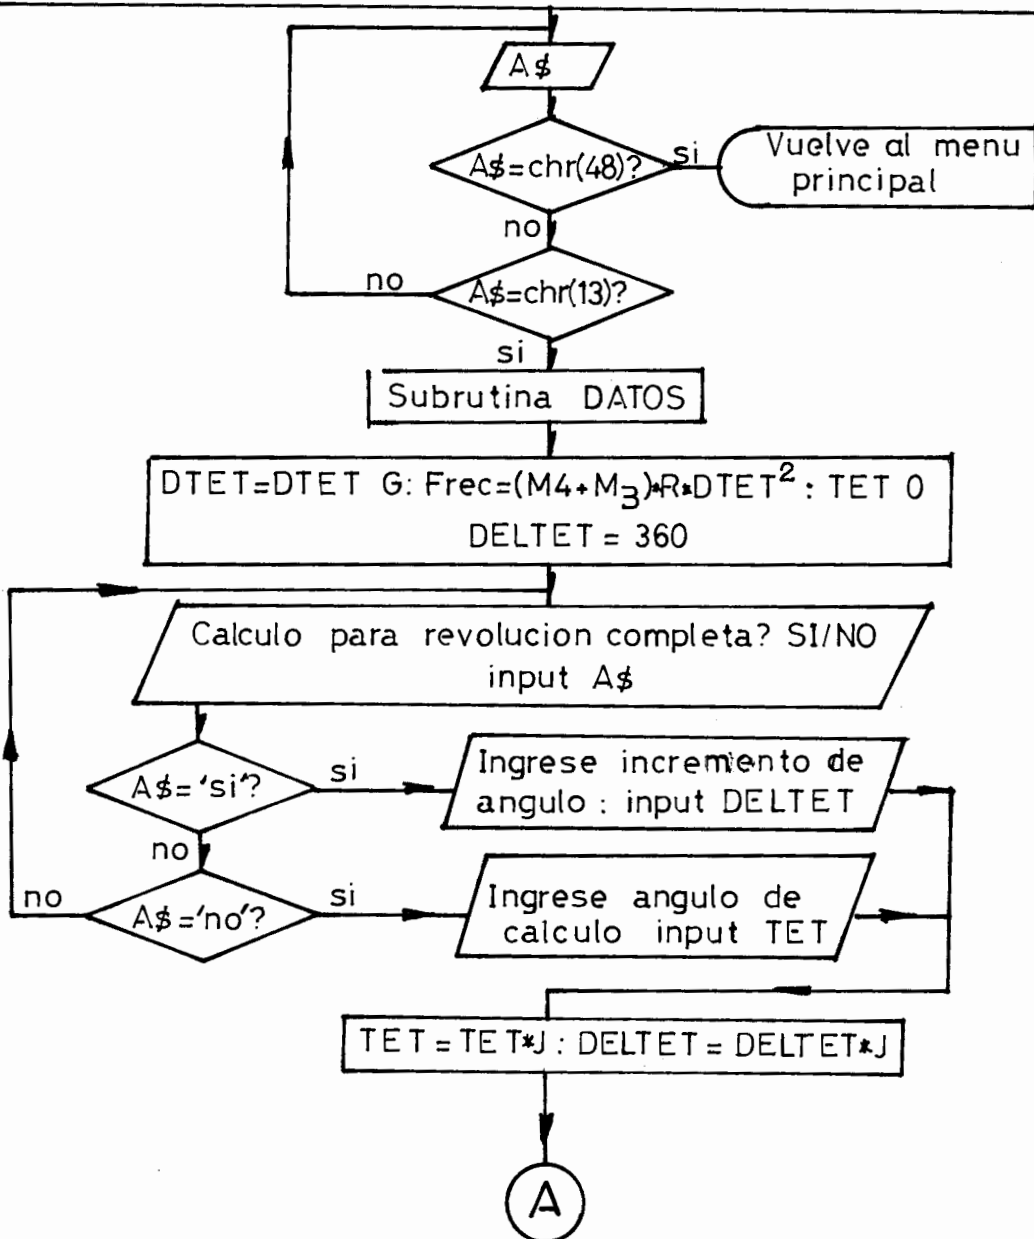 A$
A$=chr(48)?
si
Vuelve al menu
principal
no
no
A$=chr(13)?
si
Subrutina DATOS
DTET=DTET G: Frec=(M4+M3)*R*DTET²: TET 0
DELTET = 360
Calculo para revolucion completa? SI/NO
input A$
A$='si'?
si
Ingrese incremento de
angulo: input DELTET
no
no
A$='no'?
si
Ingrese angulo de
calculo input TET
TET=TET*J: DELTET=DELTET*J
A